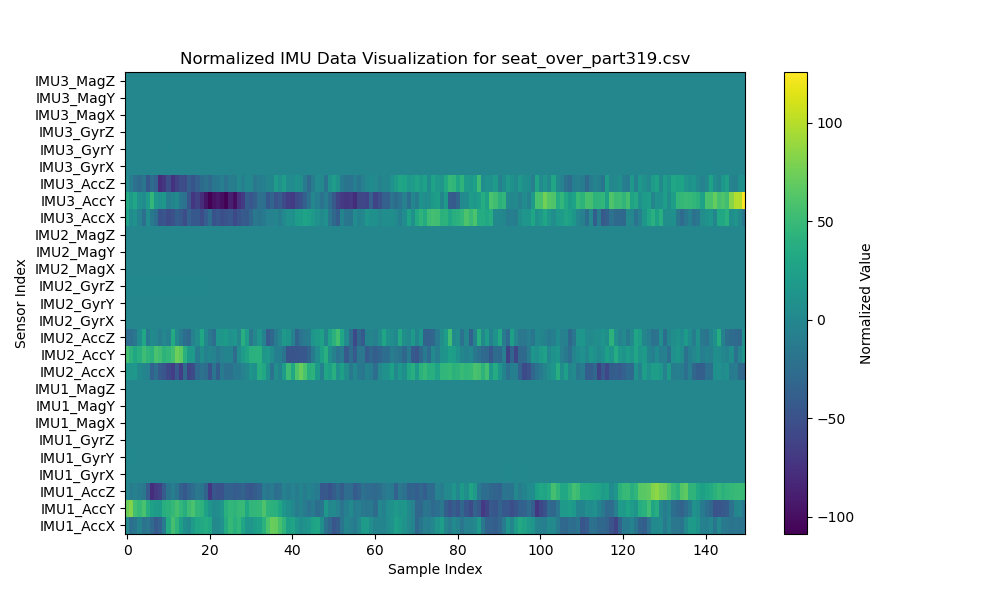 Normalized IMU Data Visualization for seat_over_part319.csv
IMU3_MagZ
IMU3_MagY
IMU3_MagX
IMU3_GyrZ
IMU3_GyrY
IMU3_GyrX
IMU3_AccZ
IMU3_AccY
IMU3_AccX
IMU2_MagZ
IMU2_MagY
IMU2_MagX
IMU2_GyrZ
IMU2_GyrY
IMU2_GyrX
IMU2_AccZ
IMU2_AccY
IMU2_AccX
IMU1_MagZ
IMU1_MagY
IMU1_MagX
IMU1_GyrZ
IMU1_GyrY
IMU1_GyrX
IMU1_AccZ
IMU1_AccY
IMU1_AccX
Sensor Index
0 20 40 60 80 100 120 140
Sample Index
100
50
0
−50
−100
Normalized Value